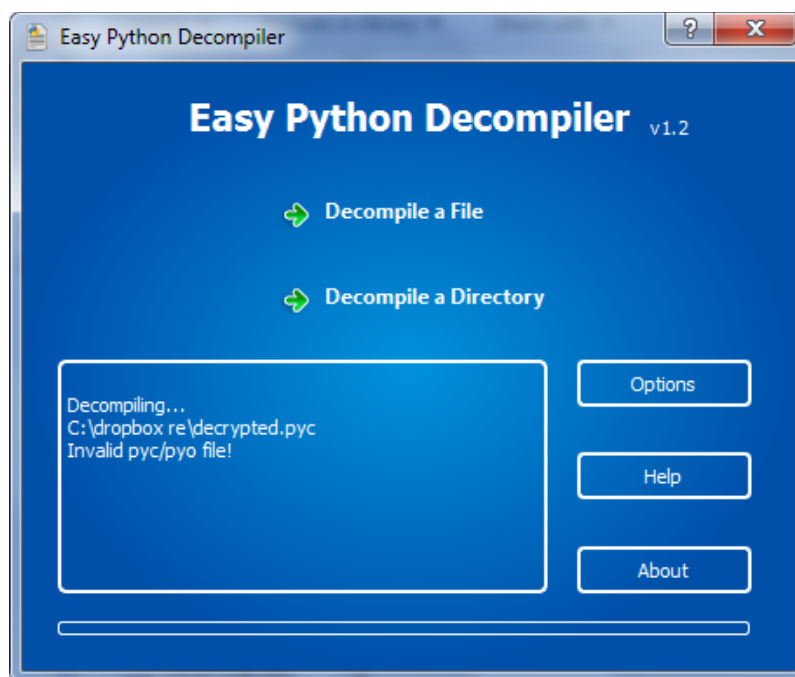 Easy Python Decompiler
Easy Python Decompiler v1.2
Decompile a File
Decompile a Directory
Decompiling...
C:\dropbox re\decrypted.pyc
Invalid pyc/pyo file!
Options
Help
About